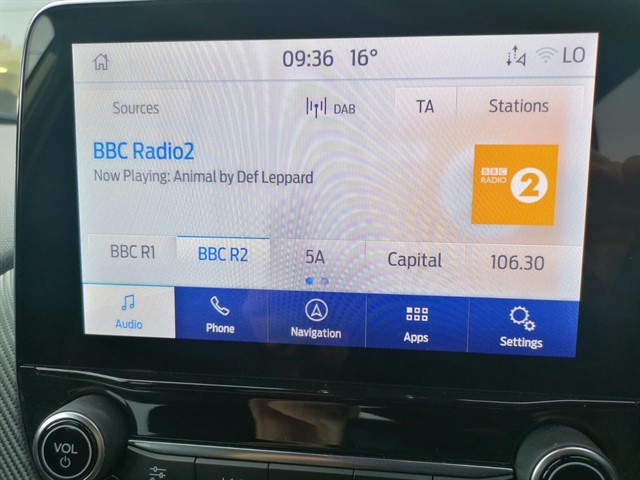 09:36 16° LO
Sources DAB TA Stations
BBC Radio2
Now Playing: Animal by Def Leppard
BBC RADIO 2
BBC R1 BBC R2 5A Capital 106.30
Audio Phone Navigation Apps Settings
VOL